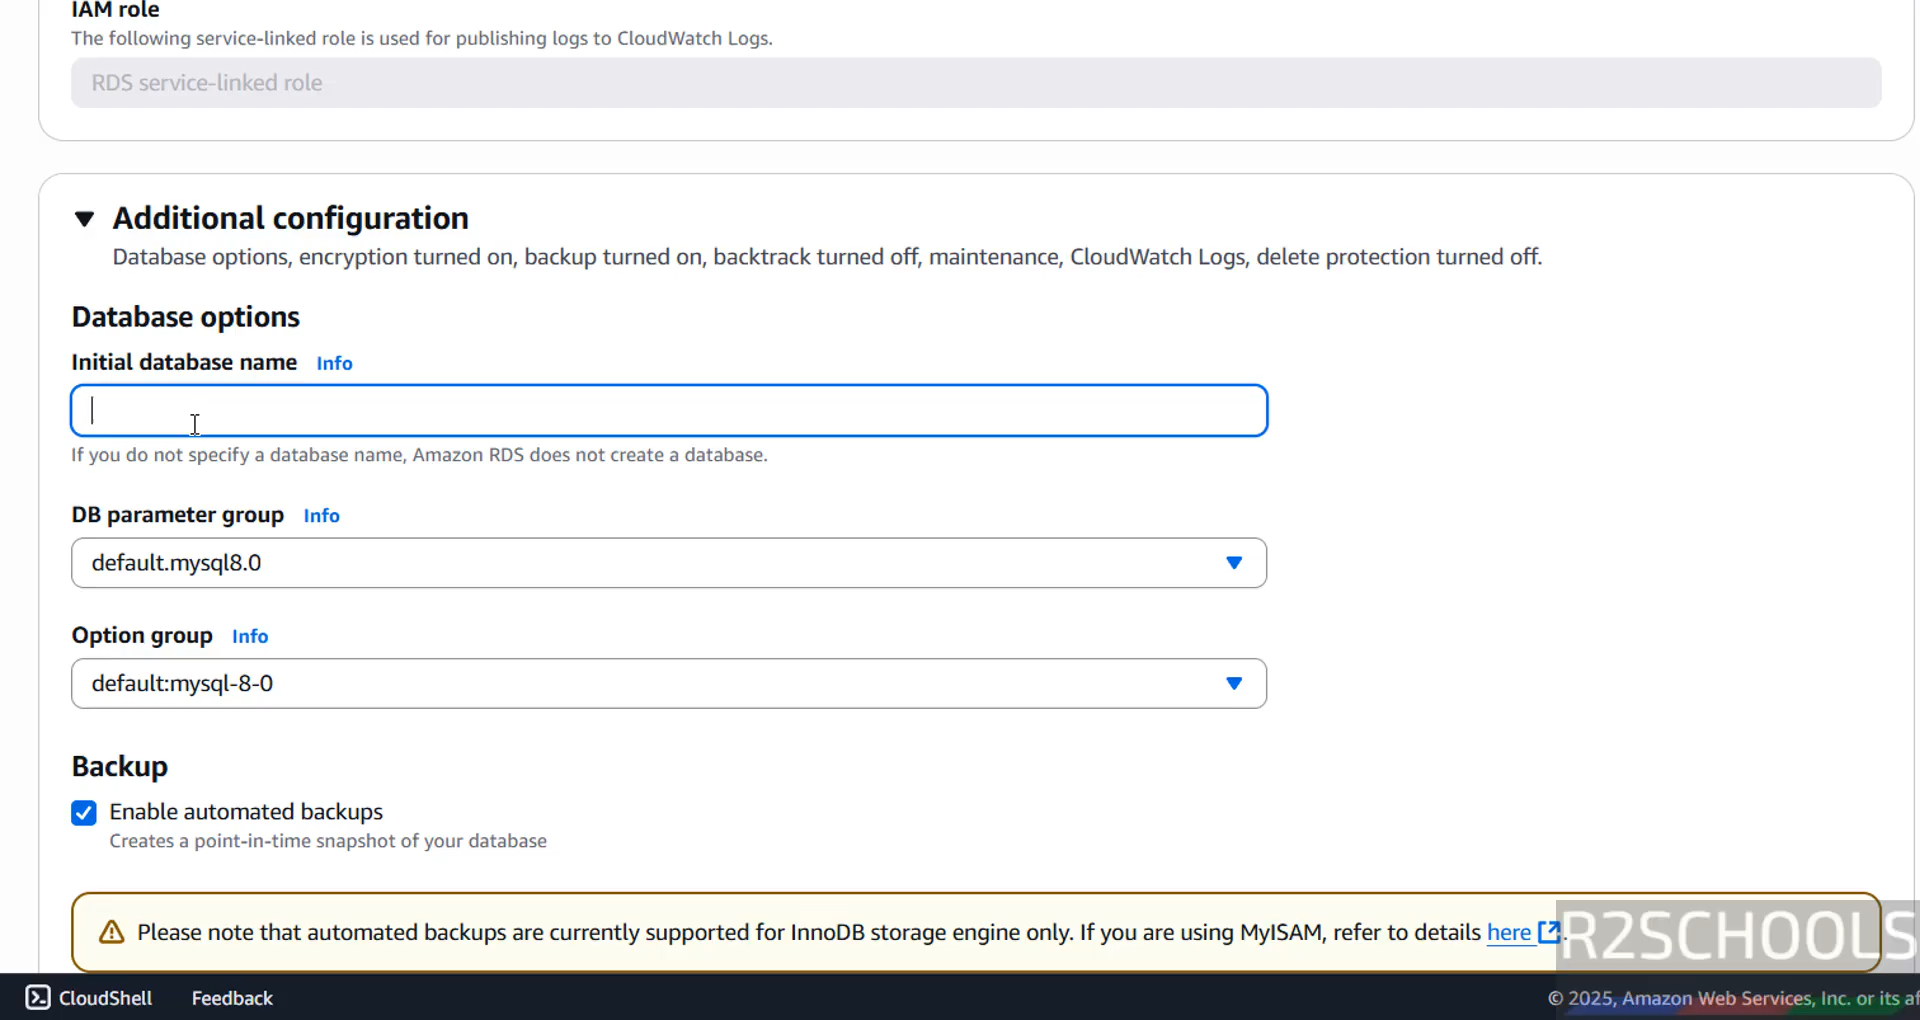 IAM role
The following service-linked role is used for publishing logs to CloudWatch Logs.
RDS service-linked role
Additional configuration
Database options, encryption turned on, backup turned on, backtrack turned off, maintenance, CloudWatch Logs, delete protection turned off.
Database options
Initial database name Info
If you do not specify a database name, Amazon RDS does not create a database.
DB parameter group Info
default.mysql8.0
Option group Info
default:mysql-8-0
Backup
Enable automated backups
Creates a point-in-time snapshot of your database
Please note that automated backups are currently supported for InnoDB storage engine only. If you are using MyISAM, refer to details here
R2SCHOOLS
CloudShell Feedback
© 2025, Amazon Web Services, Inc. or its af